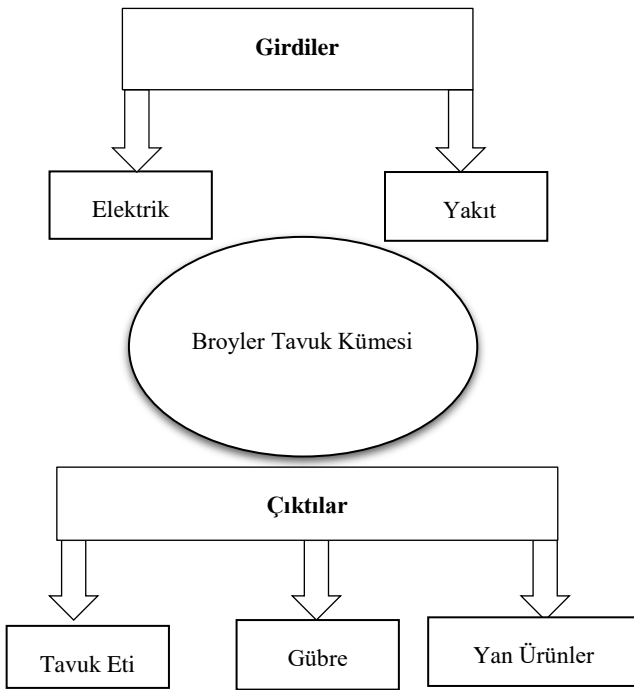 Girdiler
Elektrik
Yakıt
Broyler Tavuk Kümesi
Çıktılar
Tavuk Eti
Gübre
Yan Ürünler